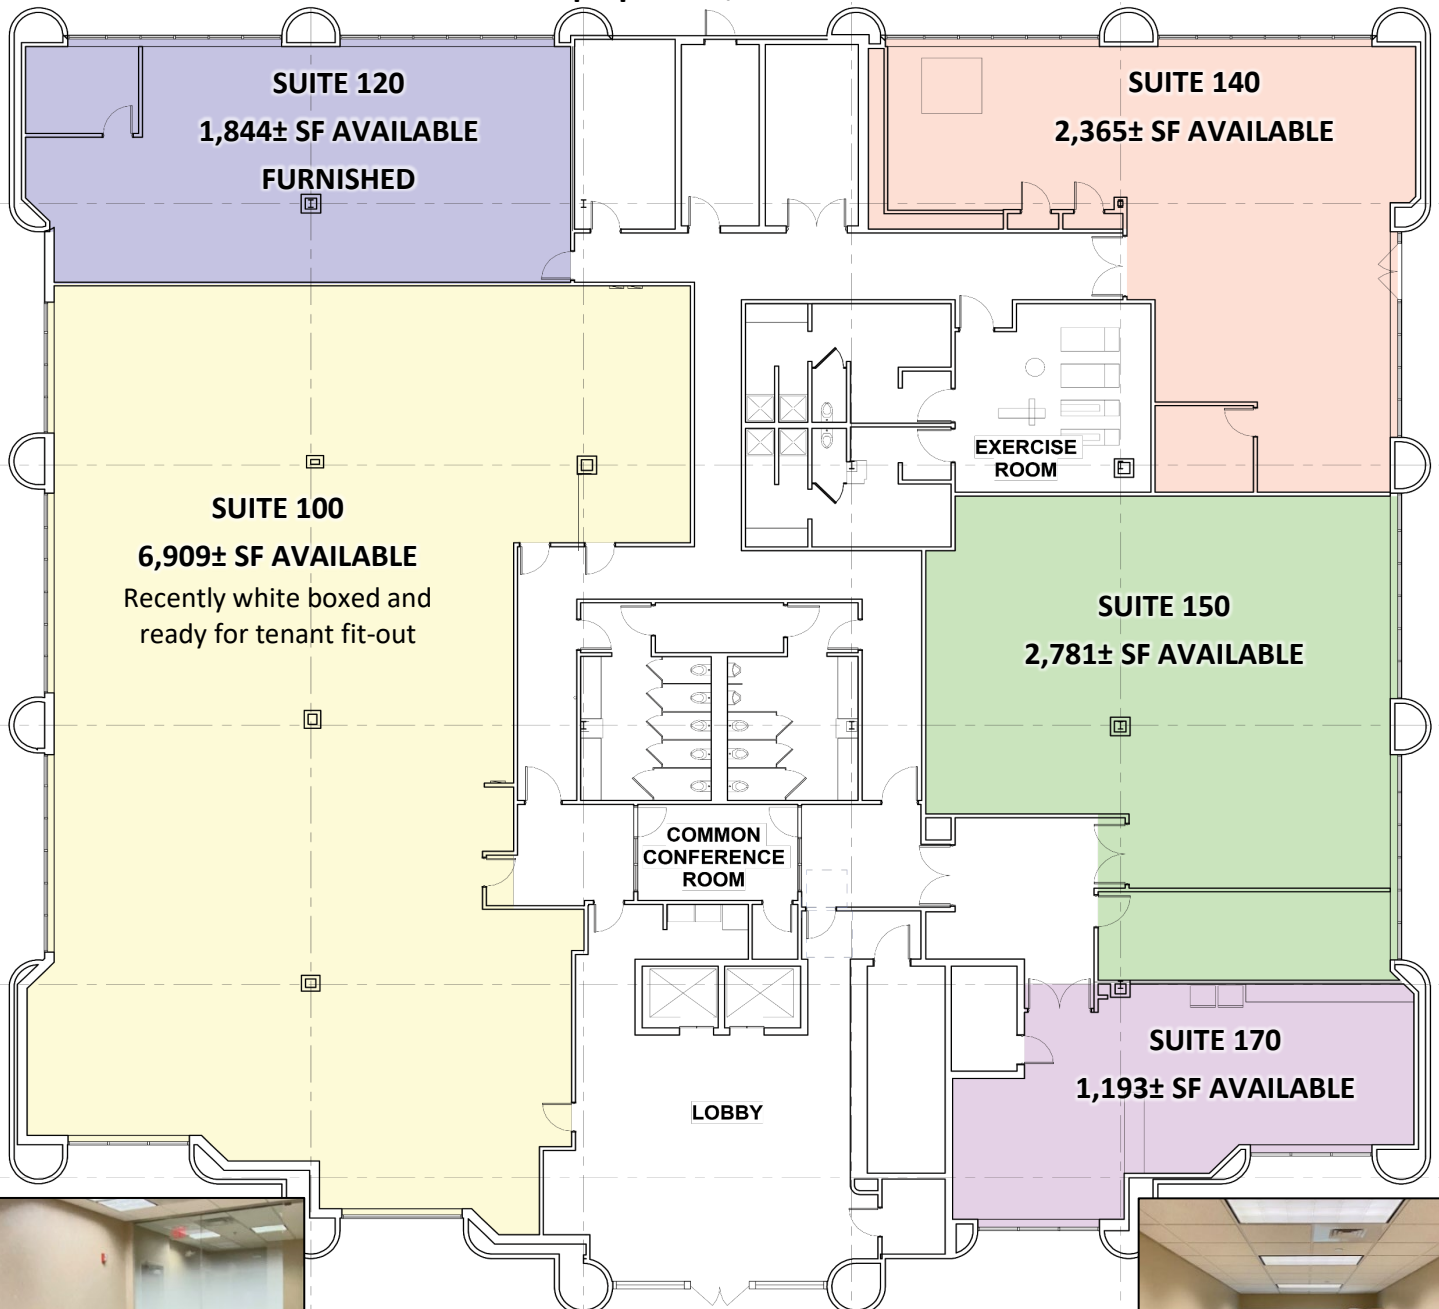 SUITE 120
1,844± SF AVAILABLE
FURNISHED
SUITE 140
2,365± SF AVAILABLE
EXERCISE
ROOM
SUITE 100
6,909± SF AVAILABLE
Recently white boxed and
ready for tenant fit-out
SUITE 150
2,781± SF AVAILABLE
COMMON
CONFERENCE
ROOM
SUITE 170
1,193± SF AVAILABLE
LOBBY